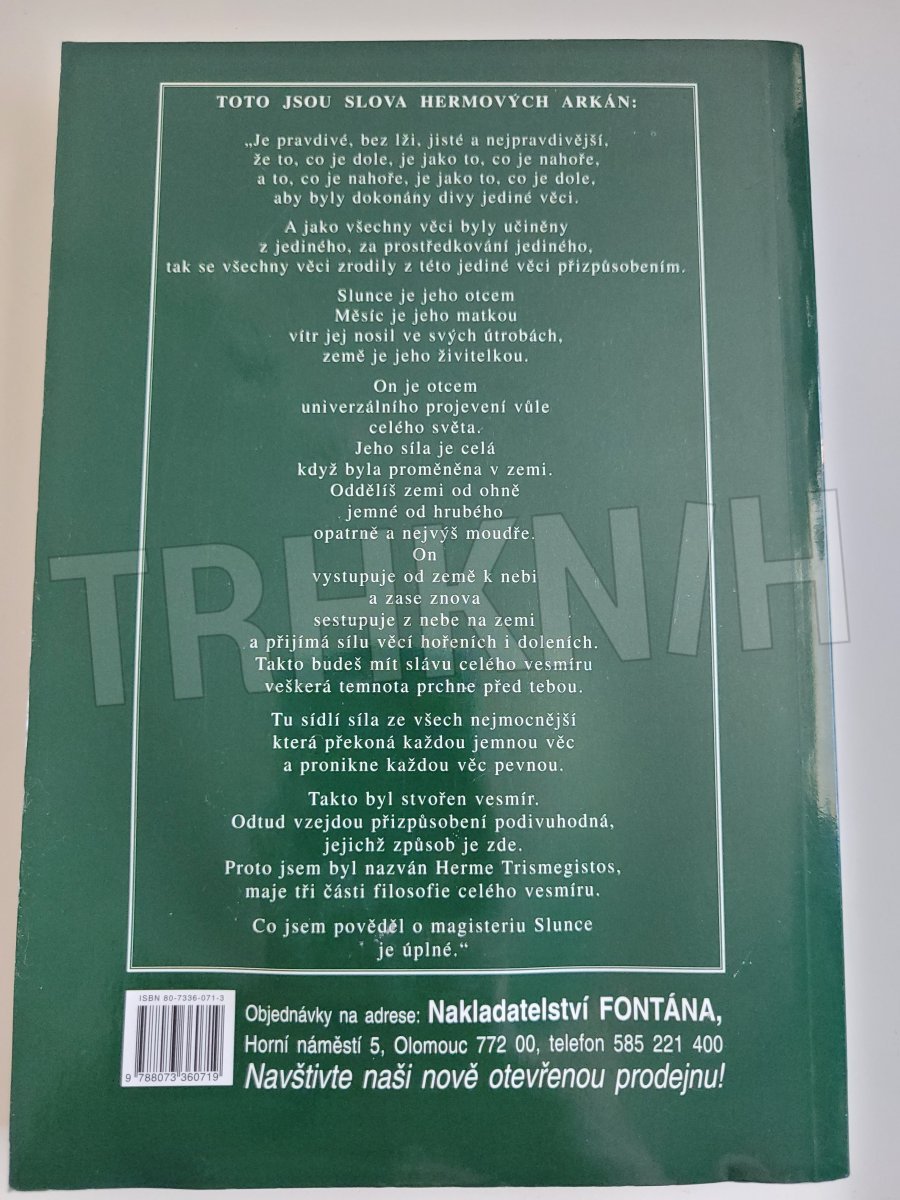 TOTO JSOU SLOVA HERMOVÝCH ARKÁN:
„Je pravdivé, bez lži, jisté a nejpravdivější,
že to, co je dole, je jako to, co je nahoře,
a to, co je nahoře, je jako to, co je dole,
aby byly dokonány divy jediné věci.
A jako všechny věci byly učiněny
z jediného, za prostředkování jediného,
tak se všechny věci zrodily z této jediné věci přizpůsobením.
Slunce je jeho otcem
Měsíc je jeho matkou
vítr jej nosil ve svých útrobách,
země je jeho živitelkou.
On je otcem
univerzálního projevení vůle
celého světa.
Jeho síla je celá
když byla proměněna v zemi.
Oddělíš zemi od ohně
jemné od hrubého
opatrně a nejvýš moudře.
On
vystupuje od země k nebi
a zase znova
sestupuje z nebe na zemi
a přijímá sílu věcí hořeních i doleních.
Takto budeš mít slávu celého vesmíru
veškerá temnota prchne před tebou.
Tu sídlí síla ze všech nejmocnější
která překoná každou jemnou věc
a pronikne každou věc pevnou.
Takto byl stvořen vesmír.
Odtud vzejdou přizpůsobení podivuhodná,
jejichž způsob je zde.
Proto jsem byl nazván Herme Trismegistos,
maje tři části filosofie celého vesmíru.
Co jsem pověděl o magisteriu Slunce
je úplné.“
TRHKNIH
ISBN 80-7336-071-3
9 788073 360719
Objednávky na adrese: Nakladatelství FONTÁNA,
Horní náměstí 5, Olomouc 772 00, telefon 585 221 400
Navštivte naši nově otevřenou prodejnu!